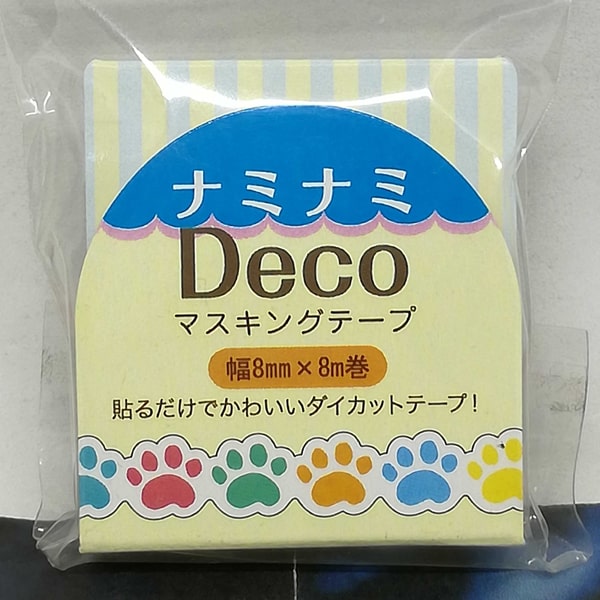 ナミナミ
Deco
マスキングテープ
幅8mm×8m巻
貼るだけでかわいいダイカットテープ!